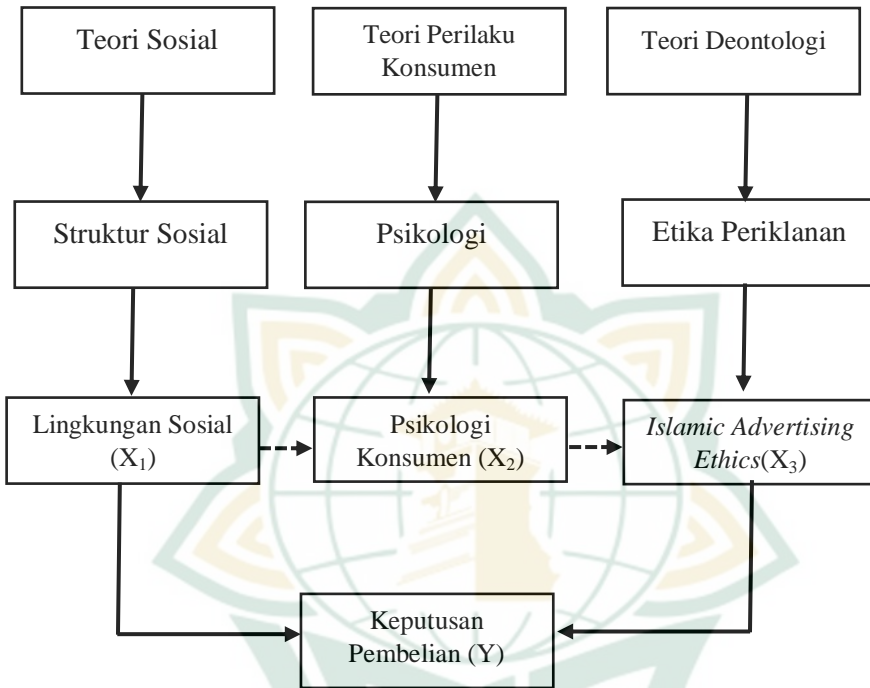 Teori Sosial
Teori Perilaku
Konsumen
Teori Deontologi
Struktur Sosial
Psikologi
Etika Periklanan
Lingkungan Sosial
(X₁)
Psikologi
Konsumen (X₂)
Islamic Advertising
Ethics(X₃)
Keputusan
Pembelian (Y)